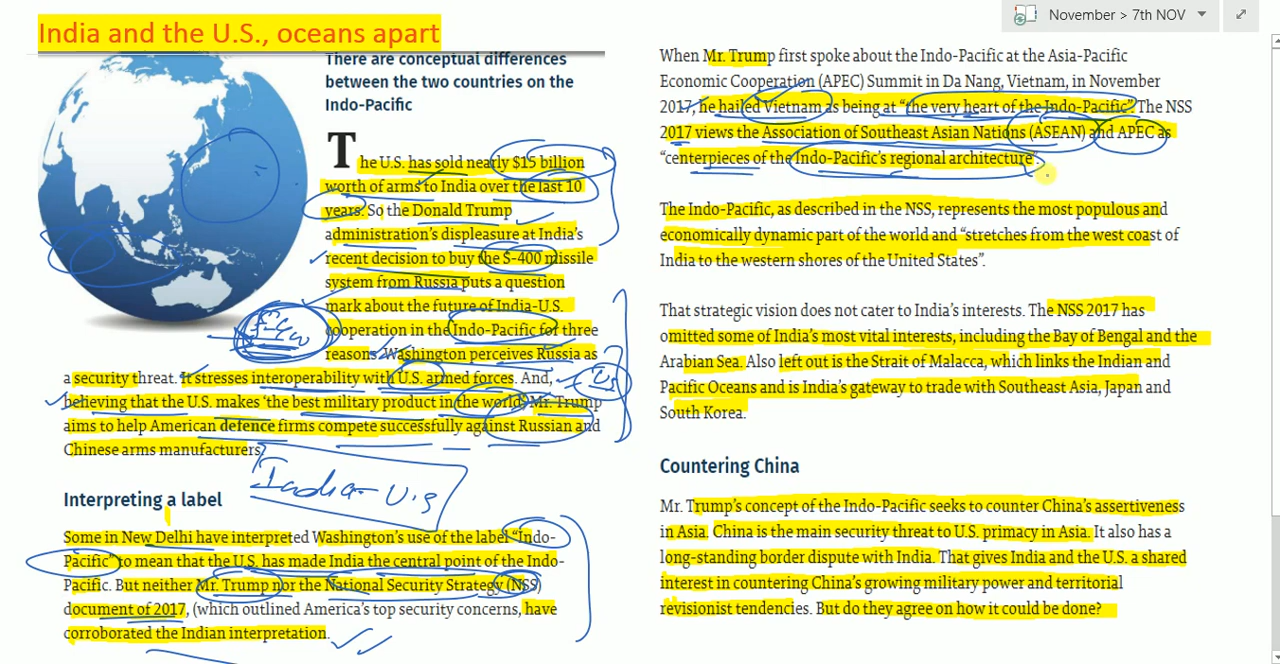 November > 7th NOV
India and the U.S., oceans apart
There are conceptual differences
between the two countries on the
Indo-Pacific
The U.S. has sold nearly $15 billion
worth of arms to India over the last 10
years. So the Donald Trump
administration's displeasure at India's
recent decision to buy the S-400 missile
system from Russia puts a question
mark about the future of India-U.S.
cooperation in the Indo-Pacific for three
reasons. Washington perceives Russia as
a security threat. It stresses interoperability with U.S. armed forces. And,
believing that the U.S. makes 'the best military product in the world', Mr. Trump
aims to help American defence firms compete successfully against Russian and
Chinese arms manufacturers.
India - U.S
Interpreting a label
Some in New Delhi have interpreted Washington's use of the label "Indo-
Pacific" to mean that the U.S. has made India the central point of the Indo-
Pacific. But neither Mr. Trump nor the National Security Strategy (NSS)
document of 2017, (which outlined America's top security concerns, have
corroborated the Indian interpretation.
When Mr. Trump first spoke about the Indo-Pacific at the Asia-Pacific
Economic Cooperation (APEC) Summit in Da Nang, Vietnam, in November
2017, he hailed Vietnam as being at "the very heart of the Indo-Pacific". The NSS
2017 views the Association of Southeast Asian Nations (ASEAN) and APEC as
"centerpieces of the Indo-Pacific's regional architecture".
The Indo-Pacific, as described in the NSS, represents the most populous and
economically dynamic part of the world and "stretches from the west coast of
India to the western shores of the United States".
That strategic vision does not cater to India's interests. The NSS 2017 has
omitted some of India's most vital interests, including the Bay of Bengal and the
Arabian Sea. Also left out is the Strait of Malacca, which links the Indian and
Pacific Oceans and is India's gateway to trade with Southeast Asia, Japan and
South Korea.
Countering China
Mr. Trump's concept of the Indo-Pacific seeks to counter China's assertiveness
in Asia. China is the main security threat to U.S. primacy in Asia. It also has a
long-standing border dispute with India. That gives India and the U.S. a shared
interest in countering China's growing military power and territorial
revisionist tendencies. But do they agree on how it could be done?